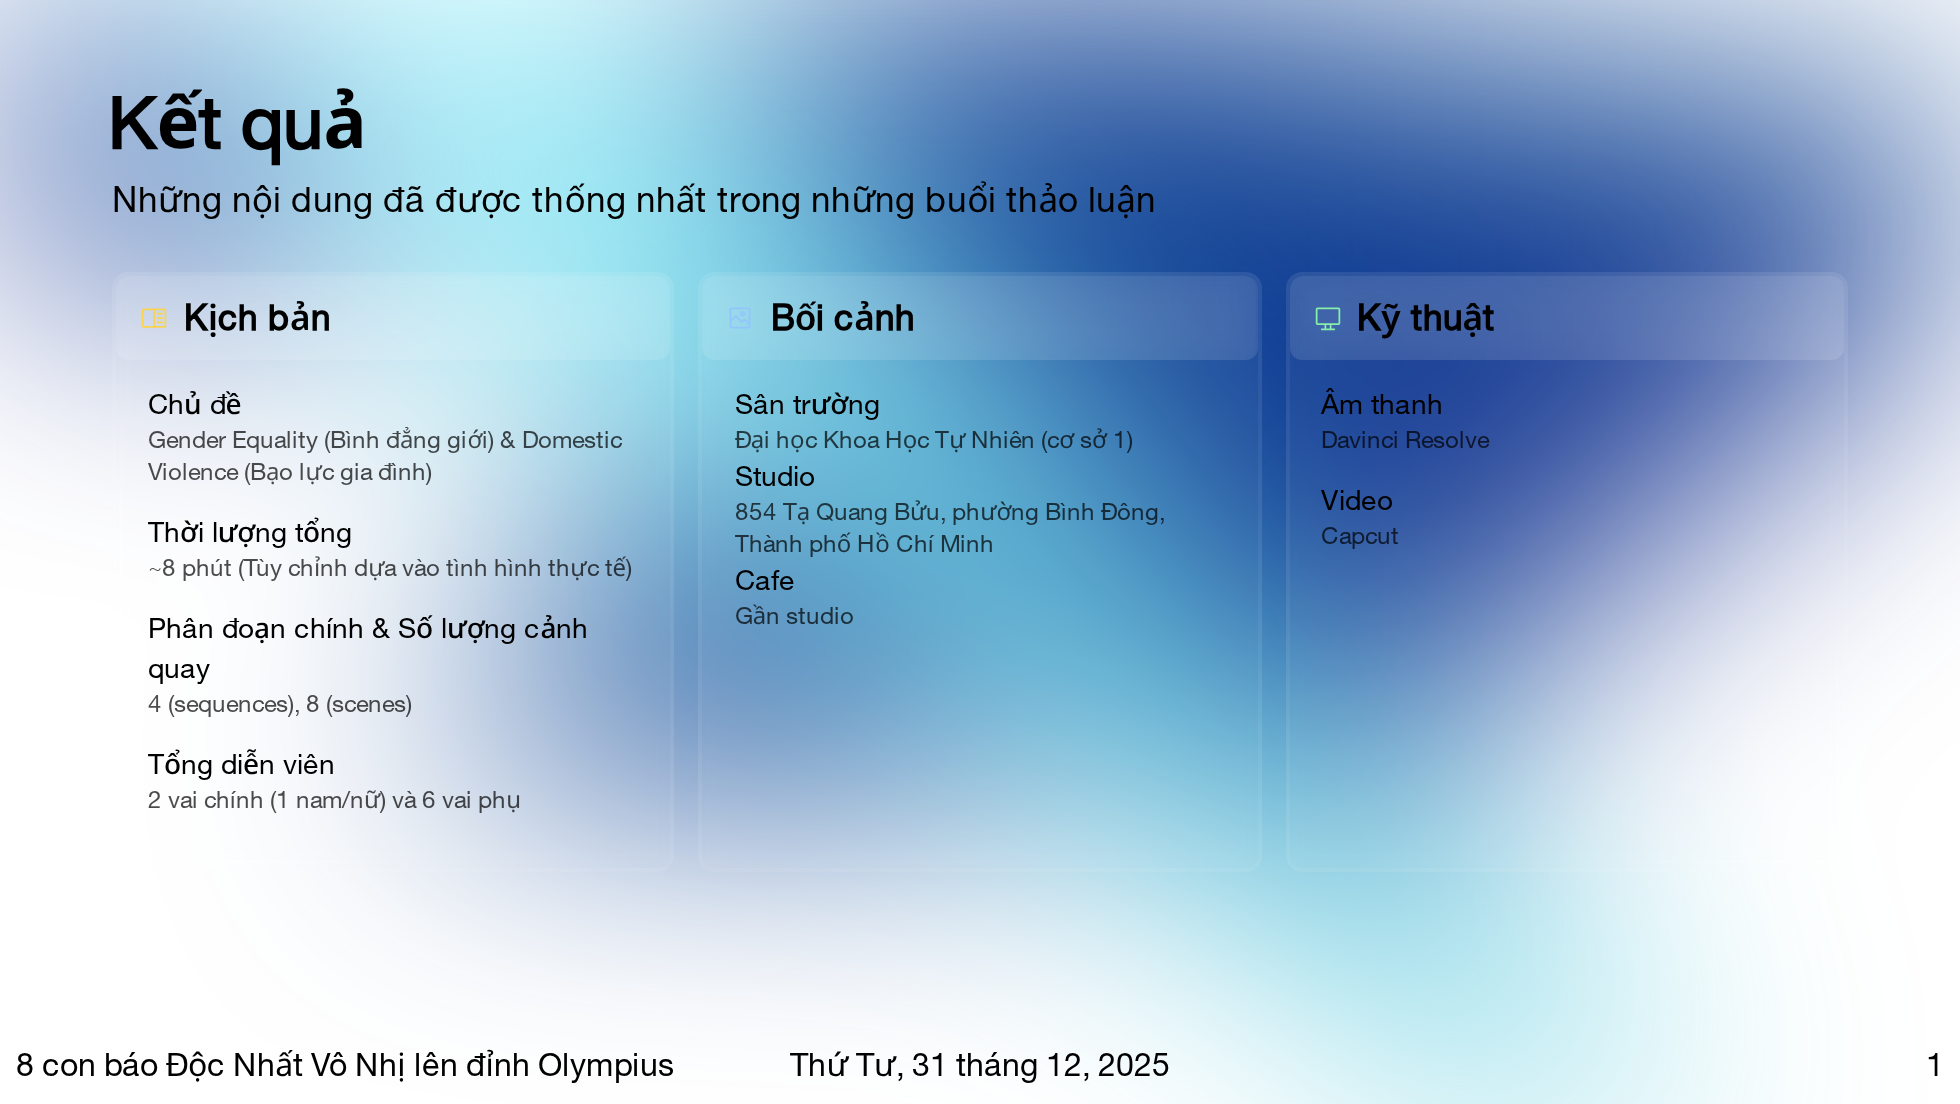 Kết quả
Những nội dung đã được thống nhất trong những buổi thảo luận
Kịch bản
Chủ đề
Gender Equality (Bình đẳng giới) & Domestic
Violence (Bạo lực gia đình)
Thời lượng tổng
~8 phút (Tùy chỉnh dựa vào tình hình thực tế)
Phân đoạn chính & Số lượng cảnh
quay
4 (sequences), 8 (scenes)
Tổng diễn viên
2 vai chính (1 nam/nữ) và 6 vai phụ
Bối cảnh
Sân trường
Đại học Khoa Học Tự Nhiên (cơ sở 1)
Studio
854 Tạ Quang Bửu, phường Bình Đông,
Thành phố Hồ Chí Minh
Cafe
Gần studio
Kỹ thuật
Âm thanh
Davinci Resolve
Video
Capcut
8 con báo Độc Nhất Vô Nhị lên đỉnh Olympius
Thứ Tư, 31 tháng 12, 2025
1